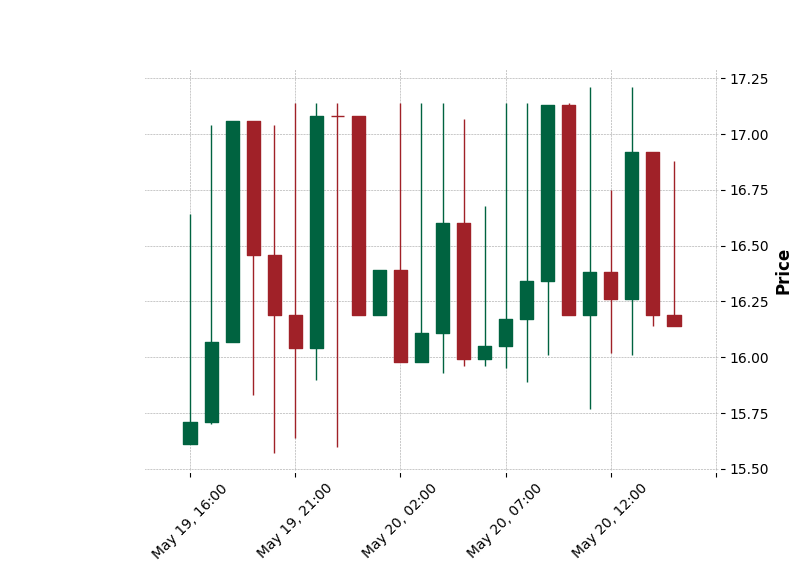 17.25
17.00
16.75
16.50
16.25
16.00
15.75
15.50
Price
May 19, 16:00
May 19, 21:00
May 20, 02:00
May 20, 07:00
May 20, 12:00